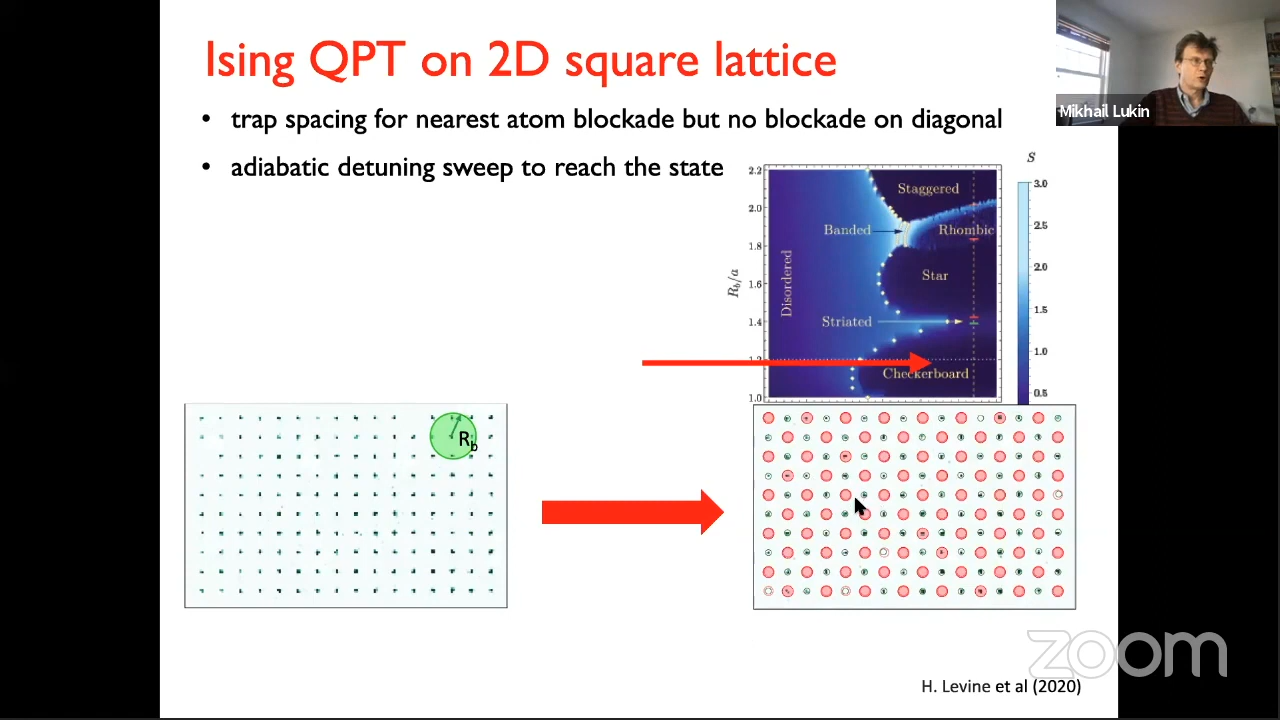 Ising QPT on 2D square lattice
• trap spacing for nearest atom blockade but no blockade on diagonal
• adiabatic detuning sweep to reach the state
Mikhail Lukin
S
2.2
2.0
1.8
1.6
1.4
1.2
1.0
R_b/a
Staggered
Banded
Rhombic
Disordered
Star
Striated
Checkerboard
3.0
2.5
2.0
1.5
1.0
0.5
R_b
zoom
H. Levine et al (2020)